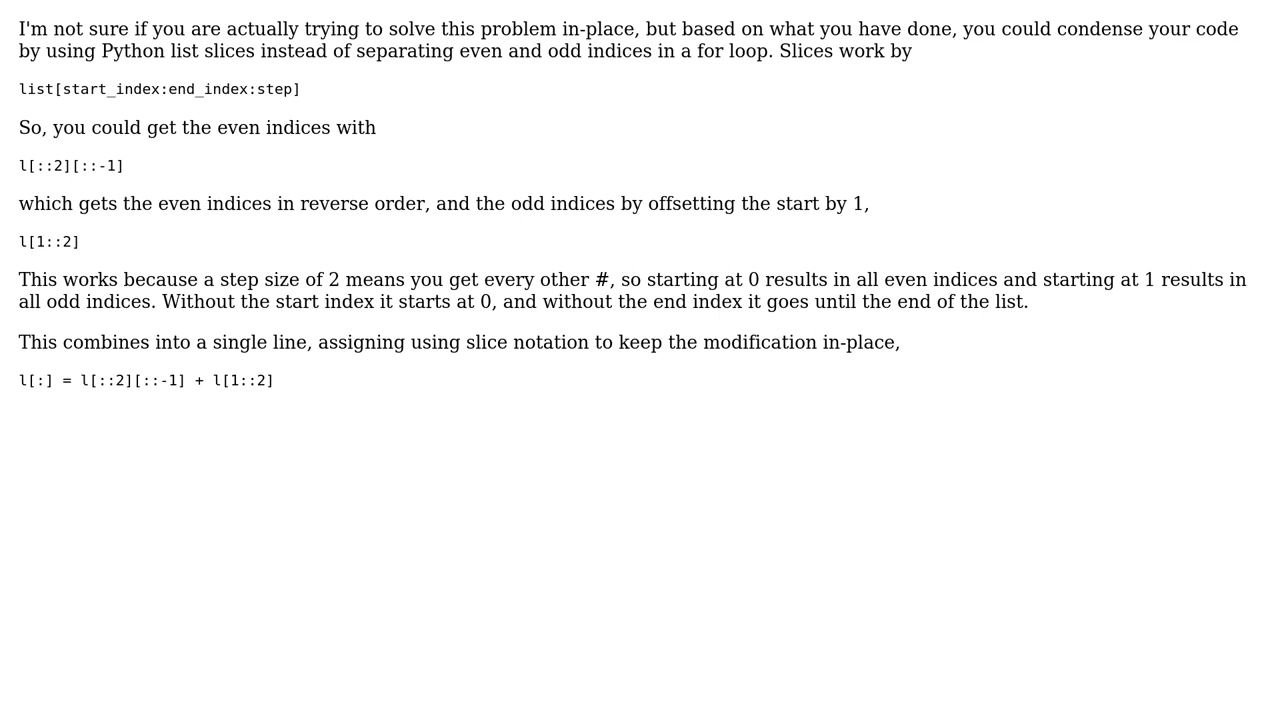 I'm not sure if you are actually trying to solve this problem in-place, but based on what you have done, you could condense your code
by using Python list slices instead of separating even and odd indices in a for loop. Slices work by
list[start_index:end_index:step]
So, you could get the even indices with
l[::2][::-1]
which gets the even indices in reverse order, and the odd indices by offsetting the start by 1,
l[1::2]
This works because a step size of 2 means you get every other #, so starting at 0 results in all even indices and starting at 1 results in
all odd indices. Without the start index it starts at 0, and without the end index it goes until the end of the list.
This combines into a single line, assigning using slice notation to keep the modification in-place,
l[:] = l[::2][::-1] + l[1::2]